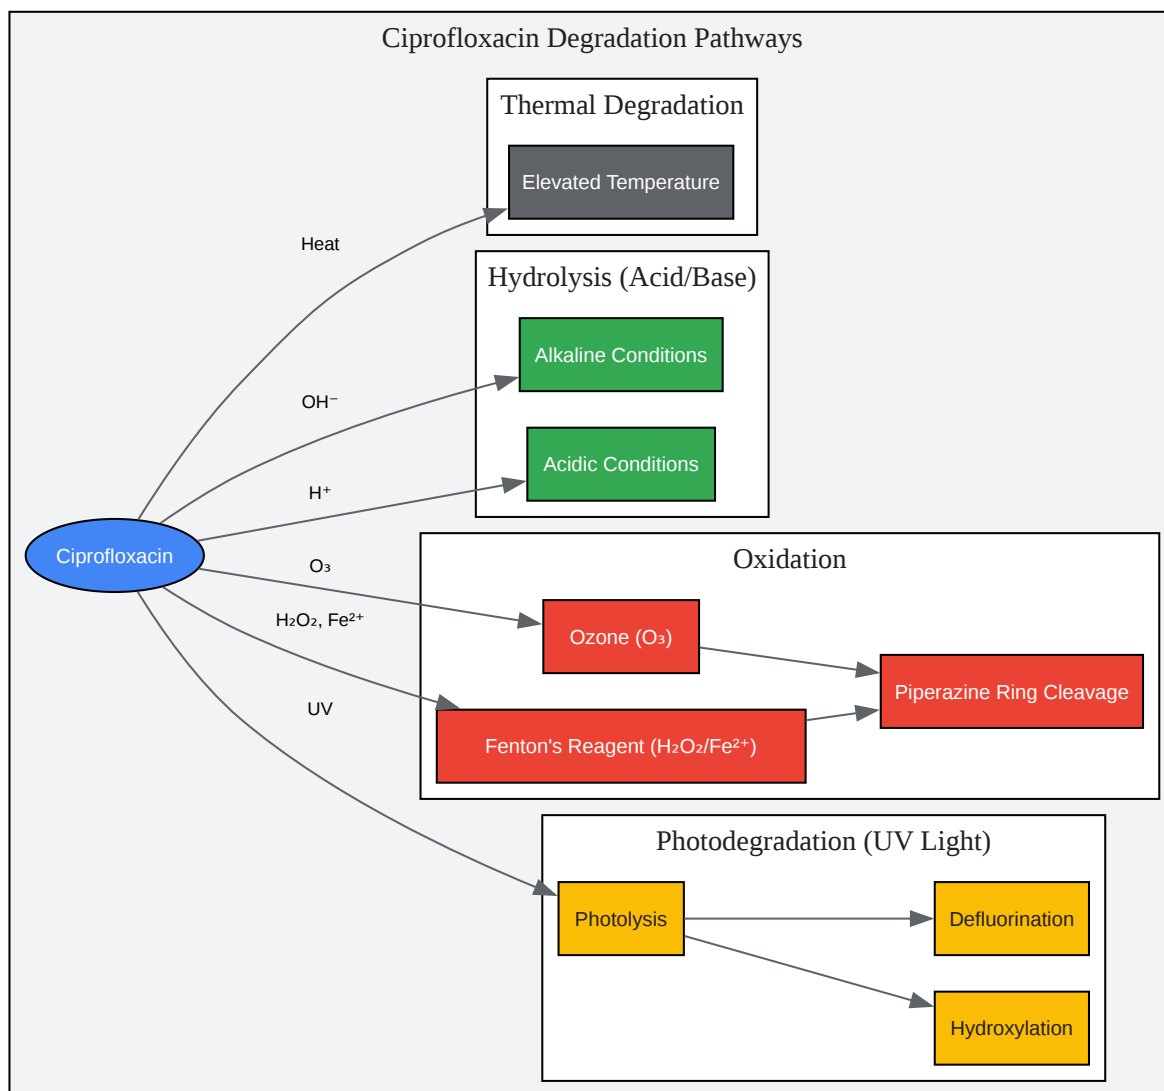 Ciprofloxacin Degradation Pathways
Thermal Degradation
Elevated Temperature
Heat
Hydrolysis (Acid/Base)
Alkaline Conditions
OH⁻
Acidic Conditions
H⁺
Ciprofloxacin
Oxidation
O₃
Ozone (O₃)
H₂O₂, Fe²⁺
Piperazine Ring Cleavage
Fenton's Reagent (H₂O₂/Fe²⁺)
UV
Photodegradation (UV Light)
Photolysis
Defluorination
Hydroxylation